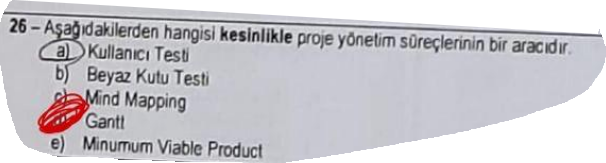 26 – Aşağıdakilerden hangisi kesinlikle proje yönetim süreçlerinin bir aracıdır.
a) Kullanıcı Testi
b) Beyaz Kutu Testi
c) Mind Mapping
Gantt
e) Minumum Viable Product